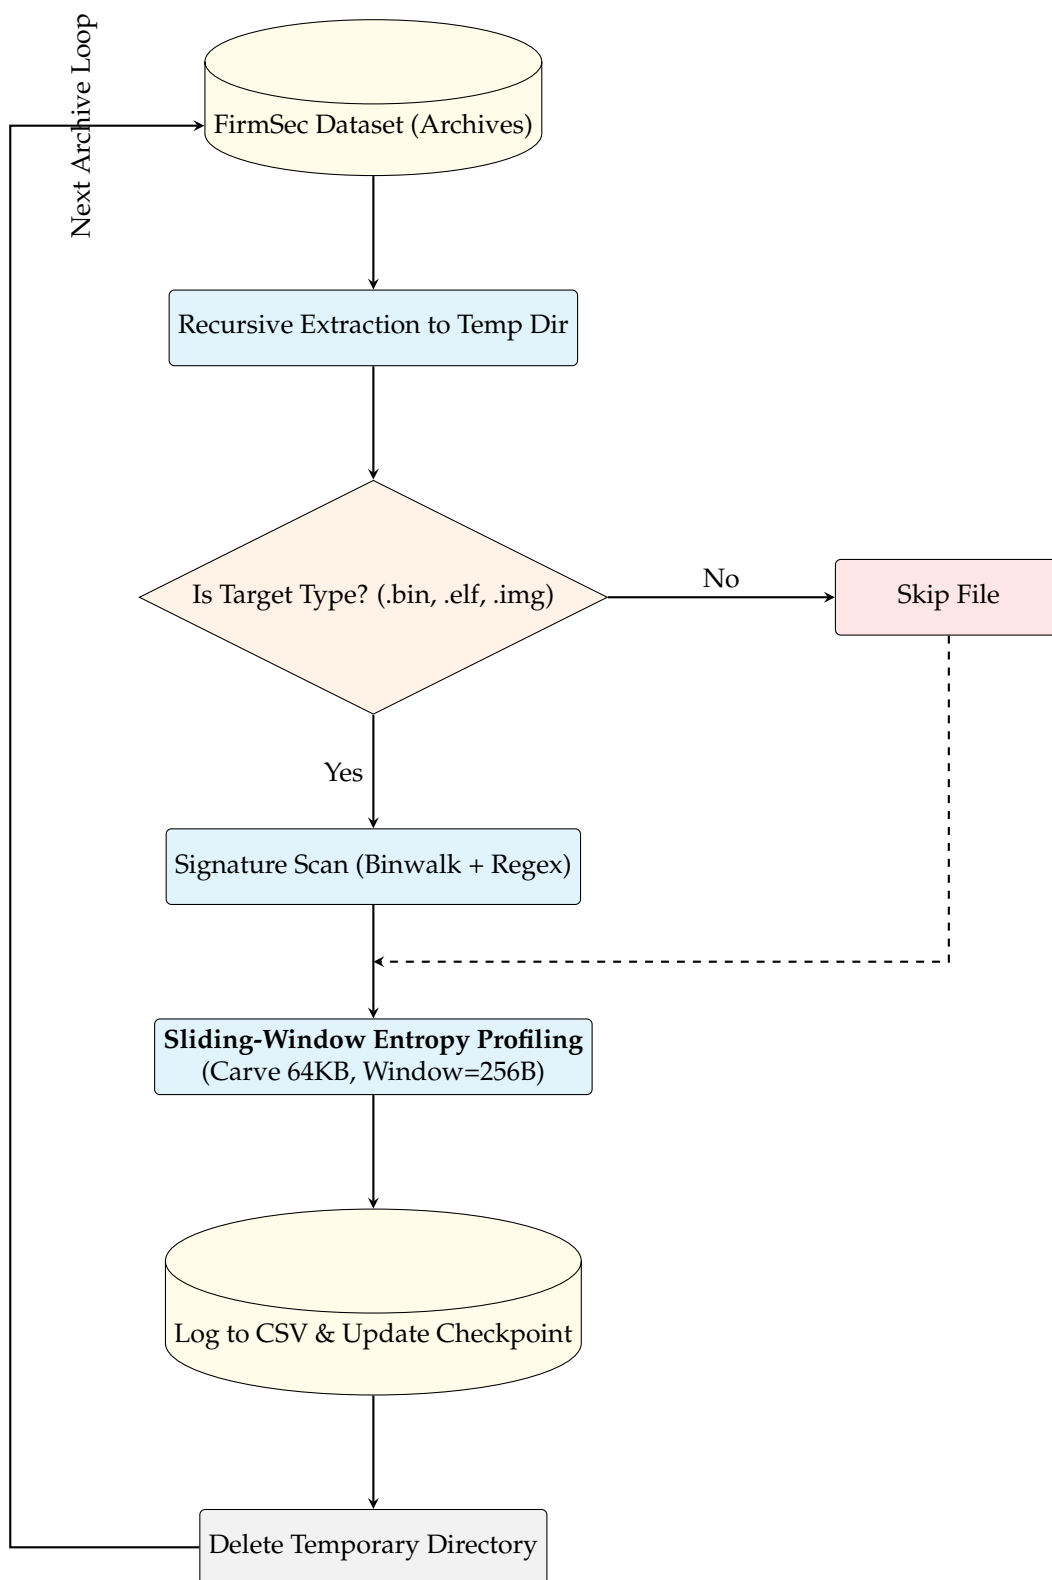 Next Archive Loop
FirmSec Dataset (Archives)
Recursive Extraction to Temp Dir
Is Target Type? (.bin, .elf, .img)
No
Skip File
Yes
Signature Scan (Binwalk + Regex)
Sliding-Window Entropy Profiling
(Carve 64KB, Window=256B)
Log to CSV & Update Checkpoint
Delete Temporary Directory